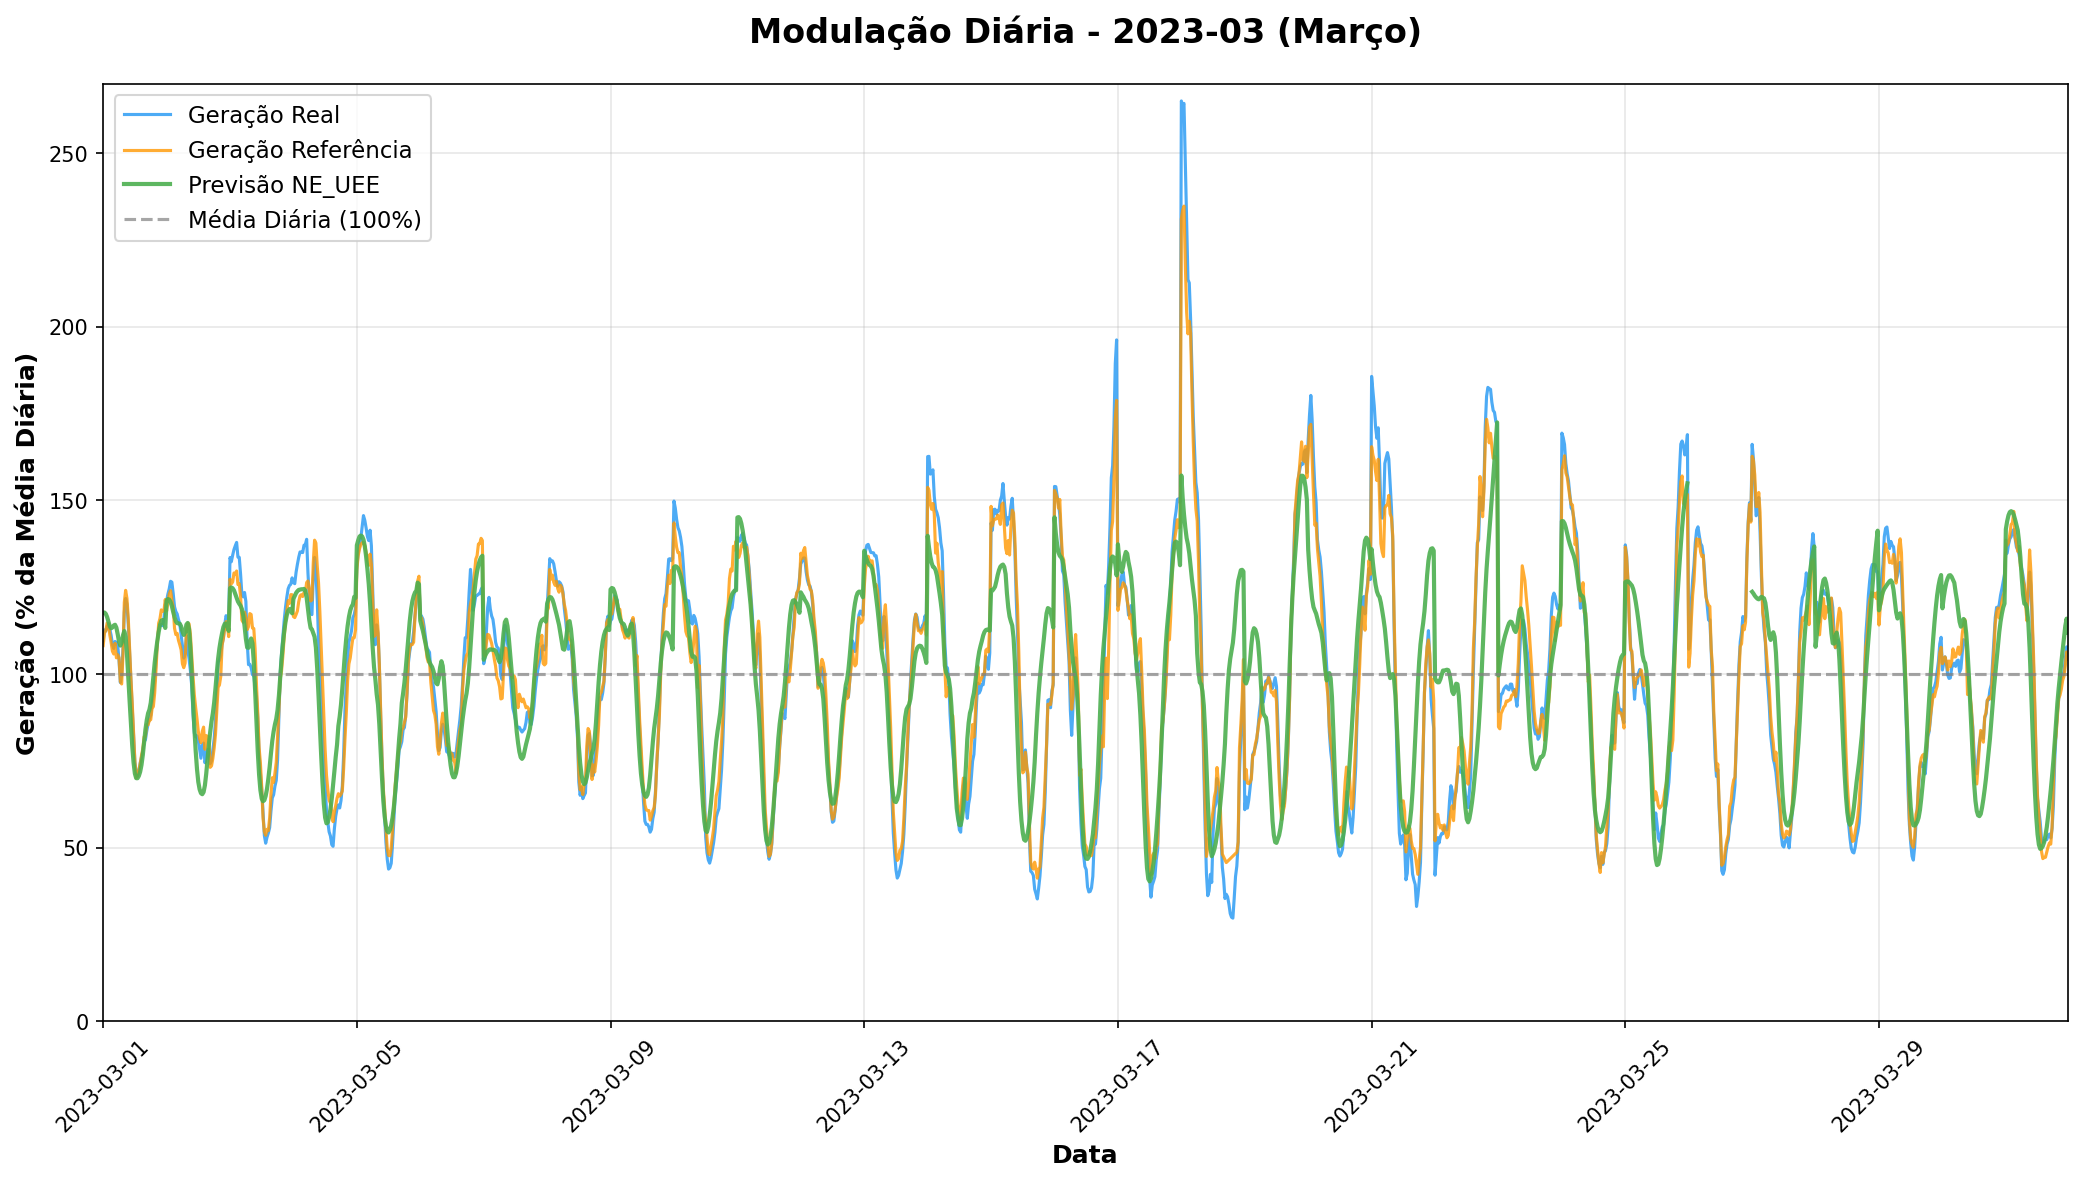 Modulação Diária - 2023-03 (Março)
Geração Real
Geração Referência
Previsão NE_UEE
Média Diária (100%)
Geração (% da Média Diária)
250
200
150
100
50
0
2023-03-01
2023-03-05
2023-03-09
2023-03-13
2023-03-17
2023-03-21
2023-03-25
2023-03-29
Data